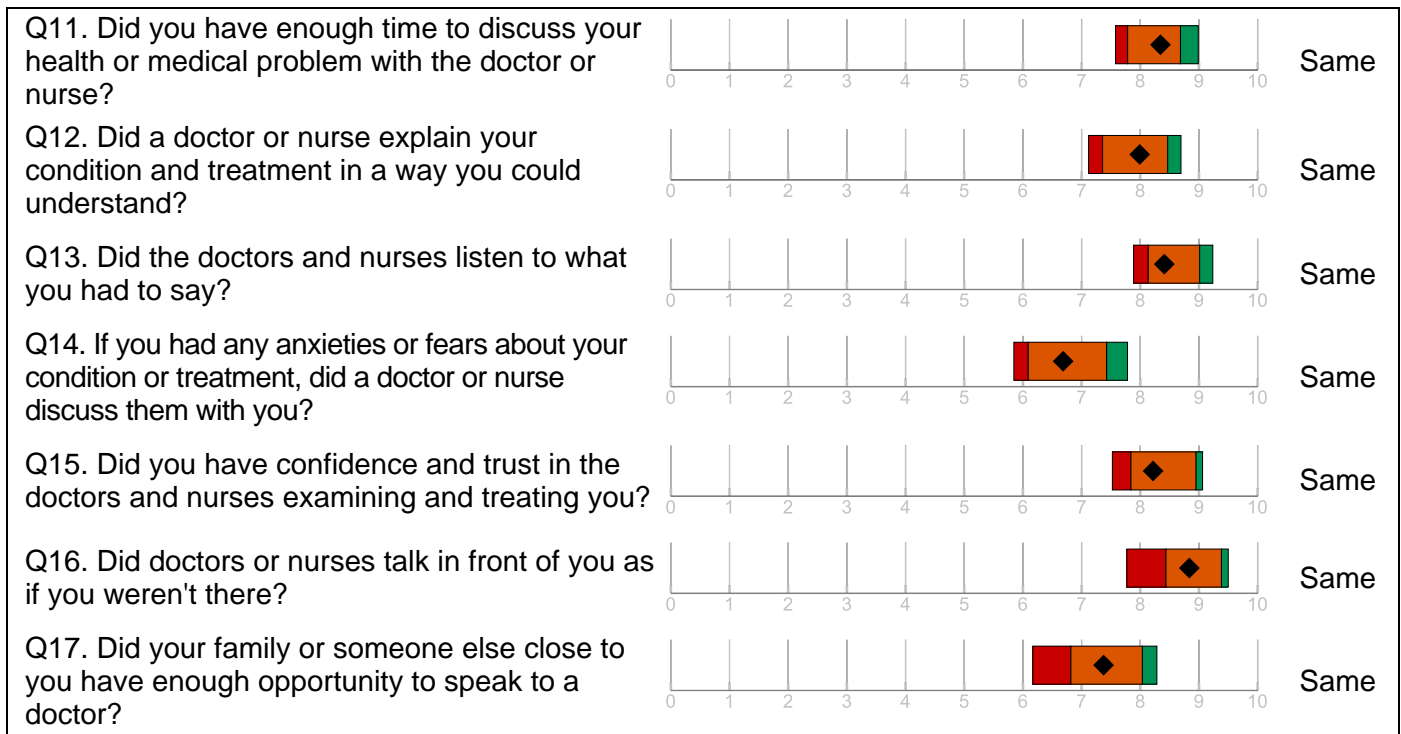 Q11. Did you have enough time to discuss your
health or medical problem with the doctor or
nurse?
0 1 2 3 4 5 6 7 8 9 10
Same
Q12. Did a doctor or nurse explain your
condition and treatment in a way you could
understand?
0 1 2 3 4 5 6 7 8 9 10
Same
Q13. Did the doctors and nurses listen to what
you had to say?
0 1 2 3 4 5 6 7 8 9 10
Same
Q14. If you had any anxieties or fears about your
condition or treatment, did a doctor or nurse
discuss them with you?
0 1 2 3 4 5 6 7 8 9 10
Same
Q15. Did you have confidence and trust in the
doctors and nurses examining and treating you?
0 1 2 3 4 5 6 7 8 9 10
Same
Q16. Did doctors or nurses talk in front of you as
if you weren't there?
0 1 2 3 4 5 6 7 8 9 10
Same
Q17. Did your family or someone else close to
you have enough opportunity to speak to a
doctor?
0 1 2 3 4 5 6 7 8 9 10
Same